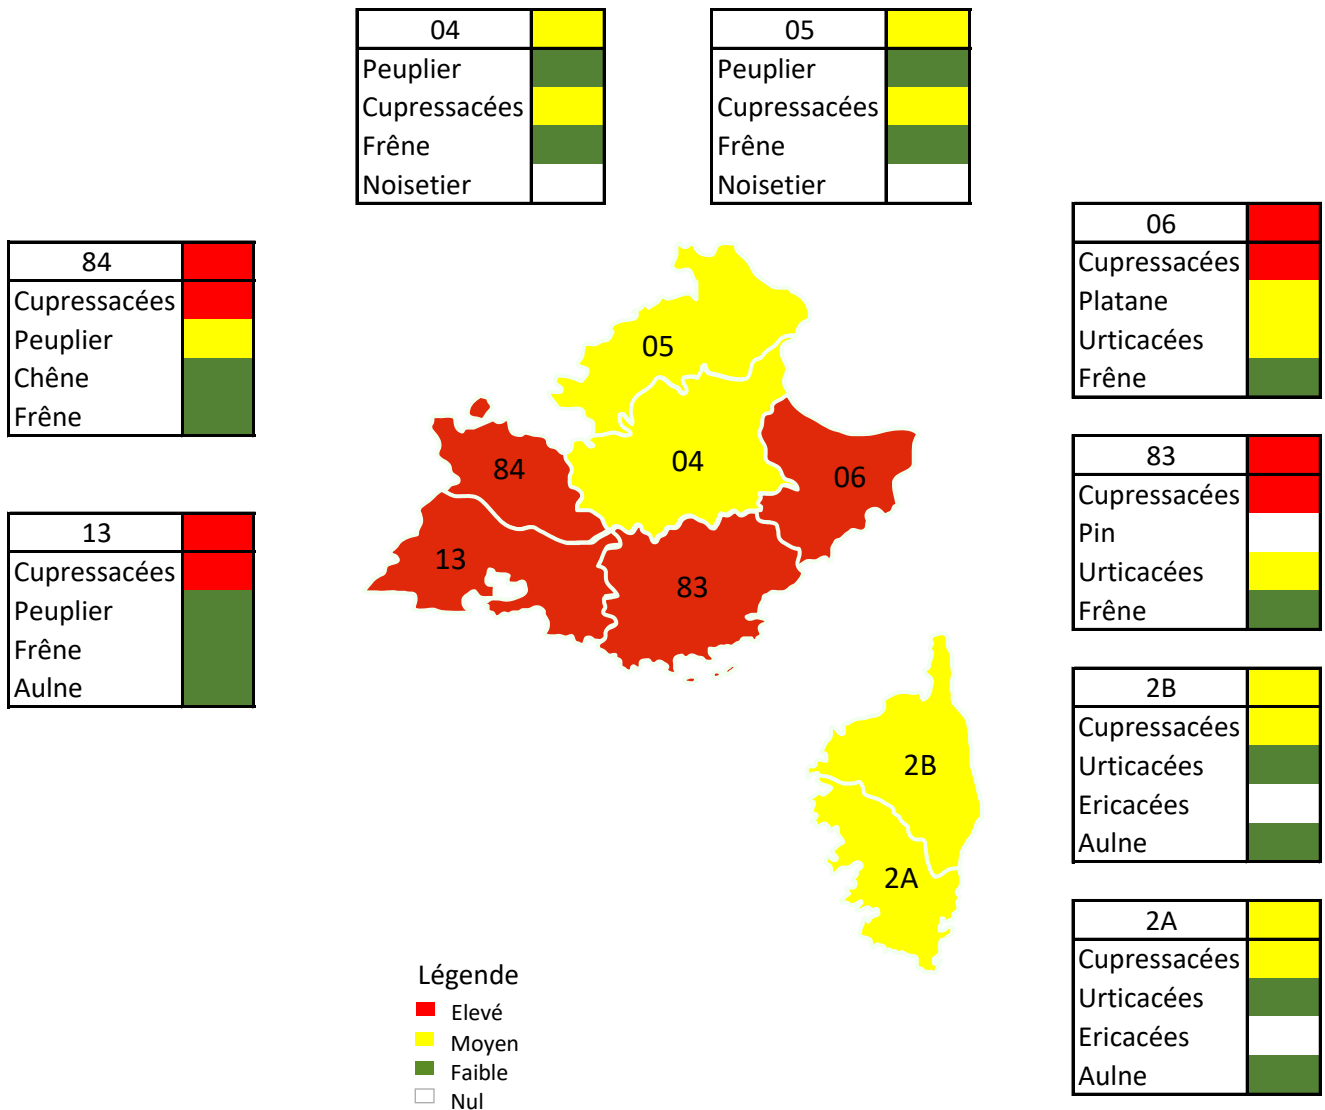 04
Peuplier
Cupressacées
Frêne
Noisetier
05
Peuplier
Cupressacées
Frêne
Noisetier
84
Cupressacées
Peuplier
Chêne
Frêne
13
Cupressacées
Peuplier
Frêne
Aulne
05
04
84
06
13
83
2B
2A
06
Cupressacées
Platane
Urticacées
Frêne
83
Cupressacées
Pin
Urticacées
Frêne
2B
Cupressacées
Urticacées
Ericacées
Aulne
2A
Cupressacées
Urticacées
Ericacées
Aulne
Légende
Elevé
Moyen
Faible
Nul